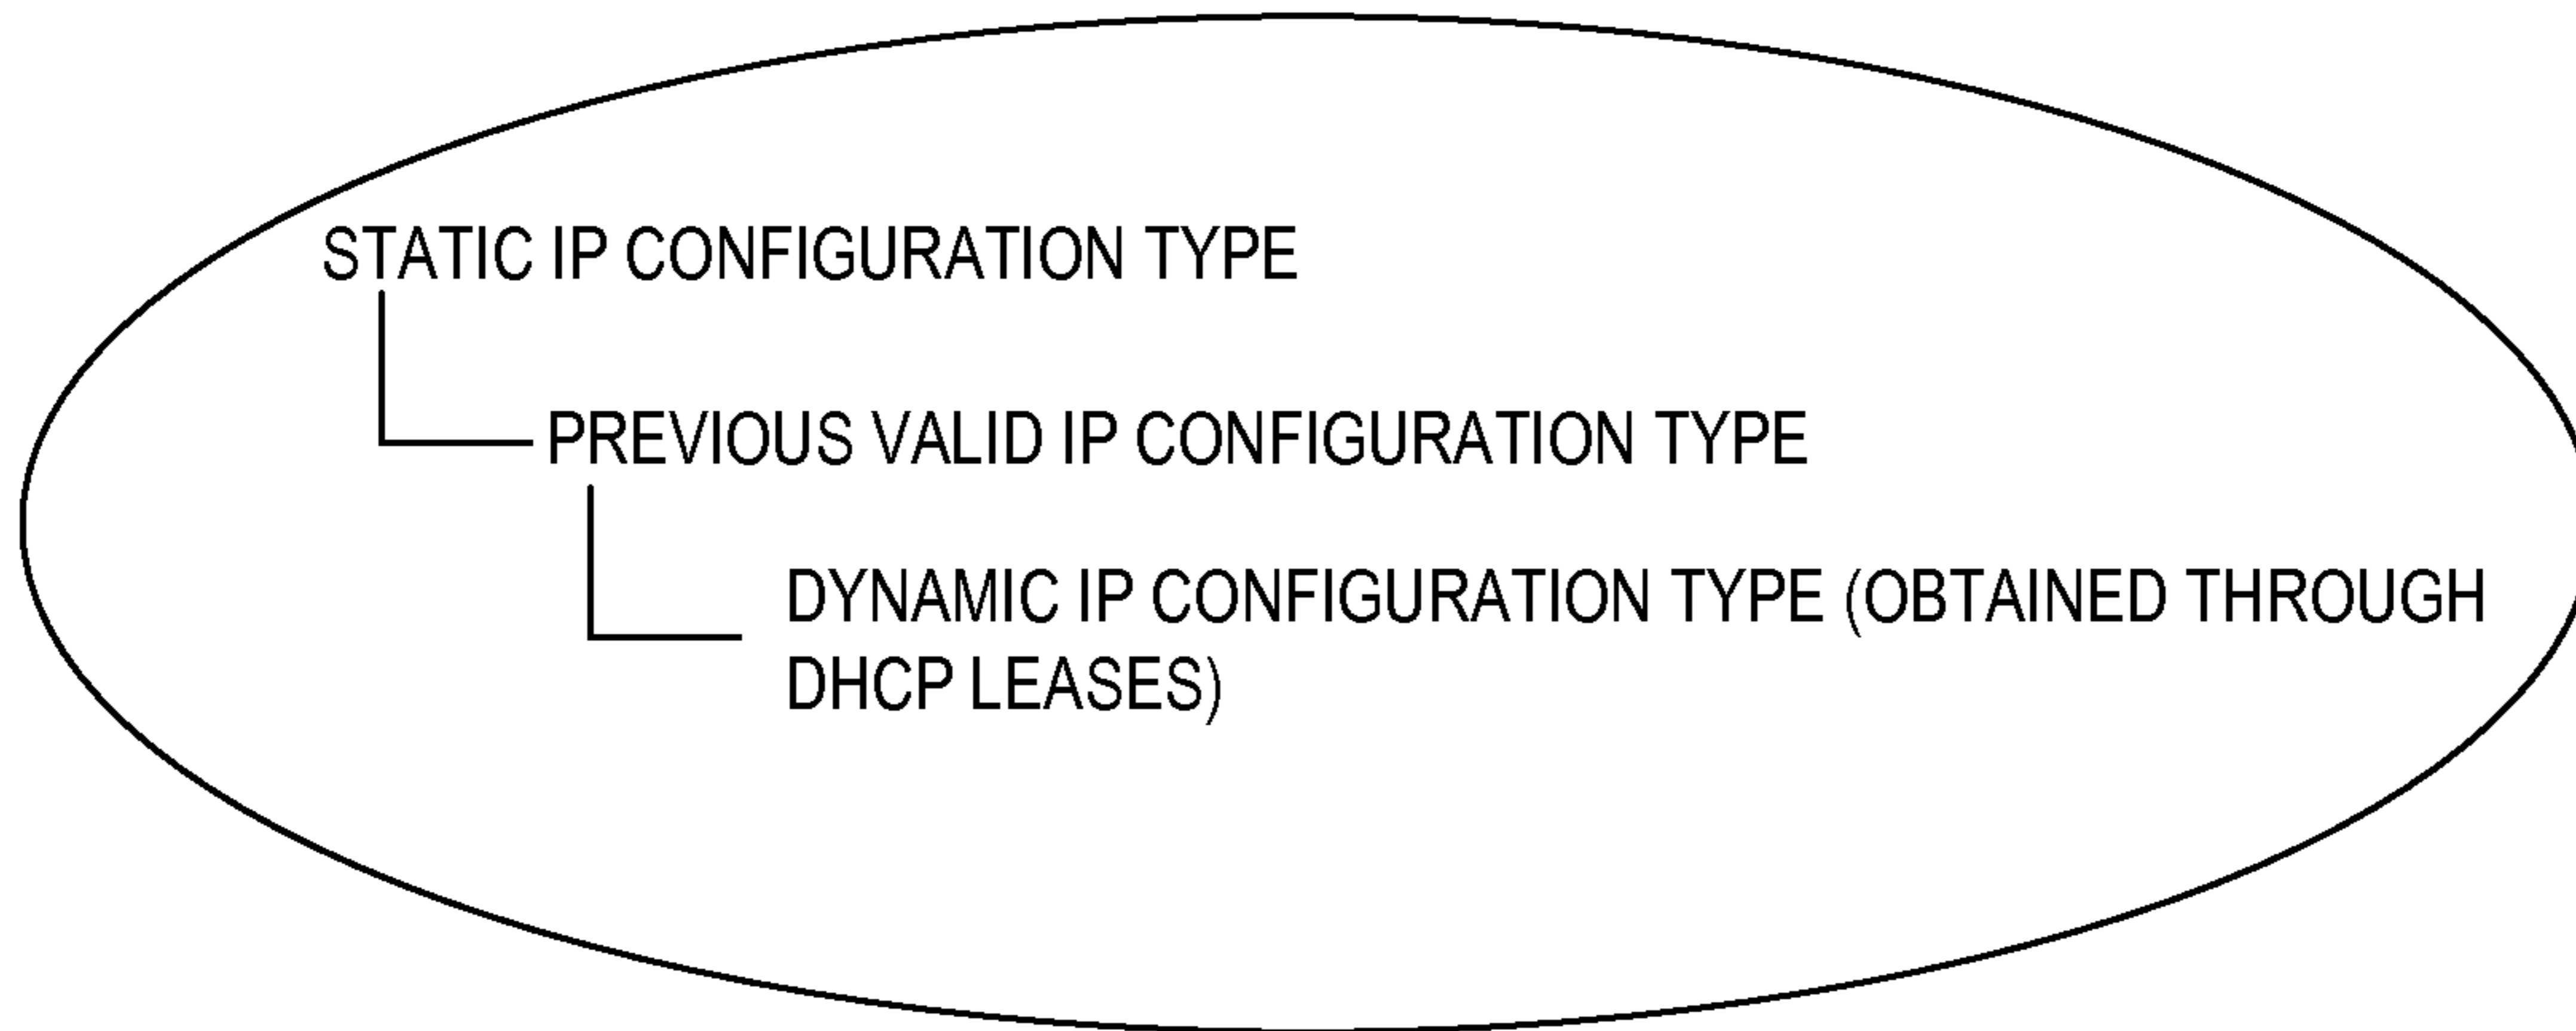 STATIC IP CONFIGURATION TYPE
PREVIOUS VALID IP CONFIGURATION TYPE
DYNAMIC IP CONFIGURATION TYPE (OBTAINED THROUGH
DHCP LEASES)